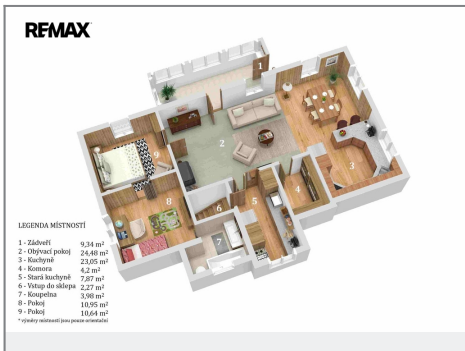 RE/MAX
1
2
9
3
8
5
4
6
7
LEGENDA MÍSTNOSTÍ
1 - Zádveří 9,34 m²
2 - Obývací pokoj 24,48 m²
3 - Kuchyně 23,05 m²
4 - Komora 4,2 m²
5 - Stará kuchyně 7,87 m²
6 - Vstup do sklepa 2,27 m²
7 - Koupelna 3,98 m²
8 - Pokoj 10,95 m²
9 - Pokoj 10,64 m²
* výměry místností jsou pouze orientační